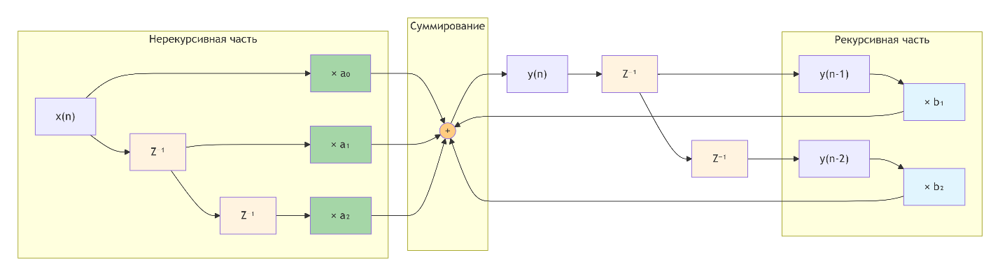 Нерекурсивная часть
x(n)
Z⁻¹
Z⁻¹
× a₀
× a₁
× a₂
Суммирование
+
y(n)
Z⁻¹
Z⁻¹
Рекурсивная часть
y(n-1)
y(n-2)
× b₁
× b₂